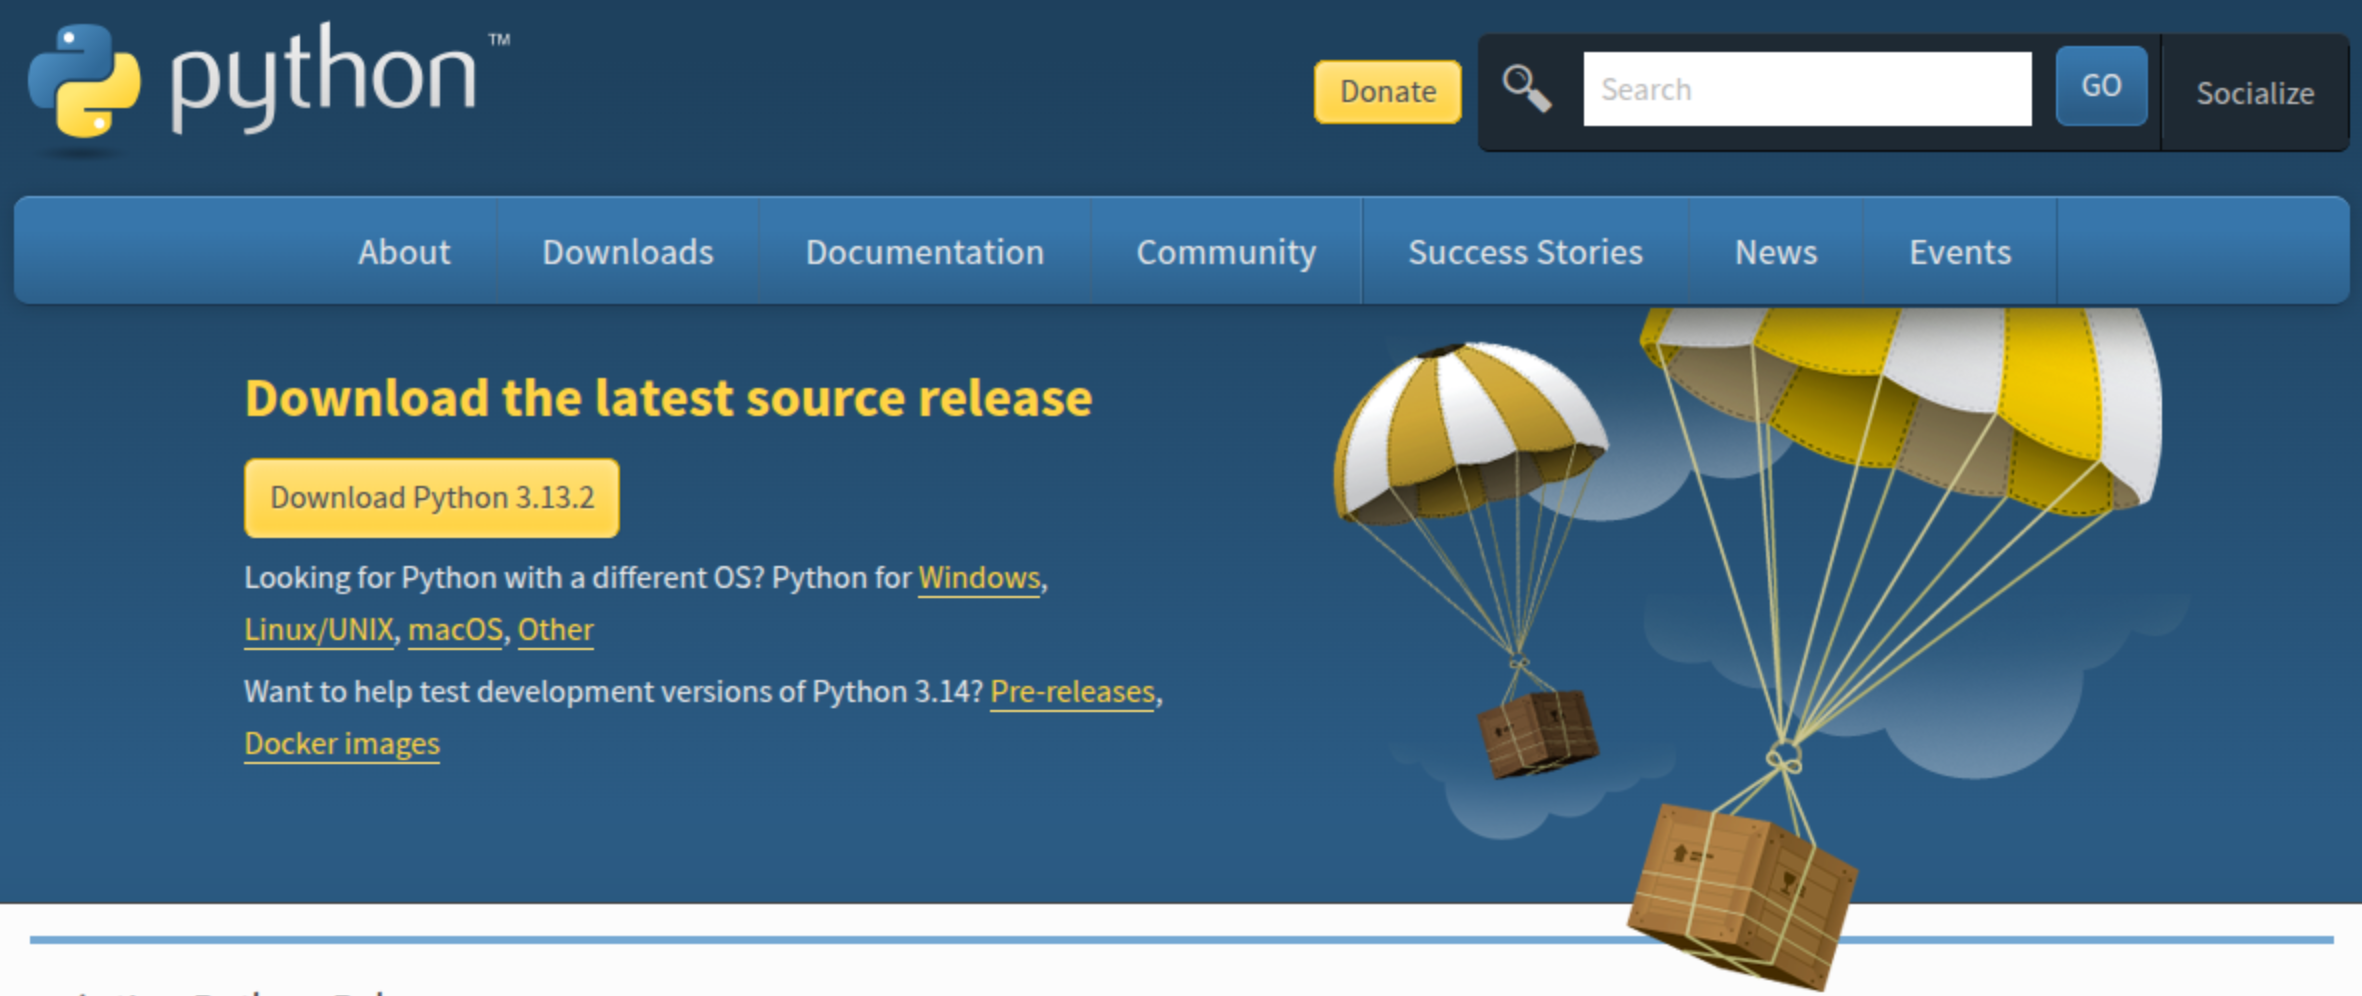 python™
Donate
Search
GO
Socialize
About
Downloads
Documentation
Community
Success Stories
News
Events
Download the latest source release
Download Python 3.13.2
Looking for Python with a different OS? Python for Windows,
Linux/UNIX, macOS, Other
Want to help test development versions of Python 3.14? Pre-releases,
Docker images